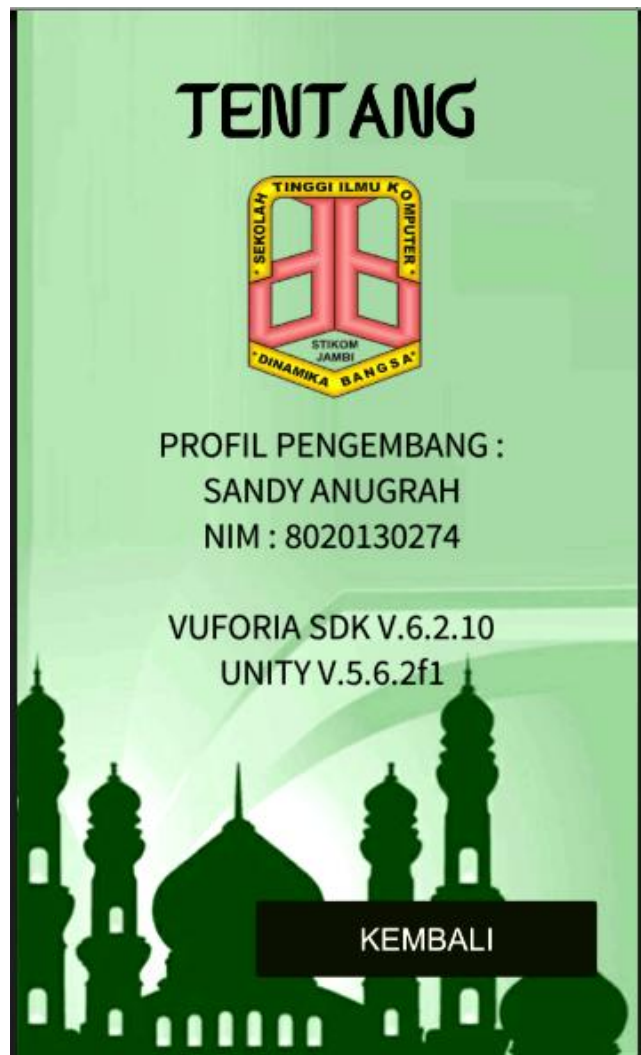 TENTANG
SEKOLAH TINGGI ILMU KOMPUTER
STIKOM
JAMBI
DINAMIKA BANGSA
PROFIL PENGEMBANG :
SANDY ANUGRAH
NIM : 8020130274
VUFORIA SDK V.6.2.10
UNITY V.5.6.2f1
KEMBALI